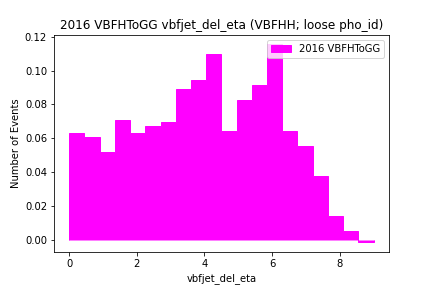 2016 VBFHToGG vbfjet_del_eta (VBFHH; loose pho_id)
2016 VBFHToGG
Number of Events
0.12
0.10
0.08
0.06
0.04
0.02
0.00
0 2 4 6 8
vbfjet_del_eta